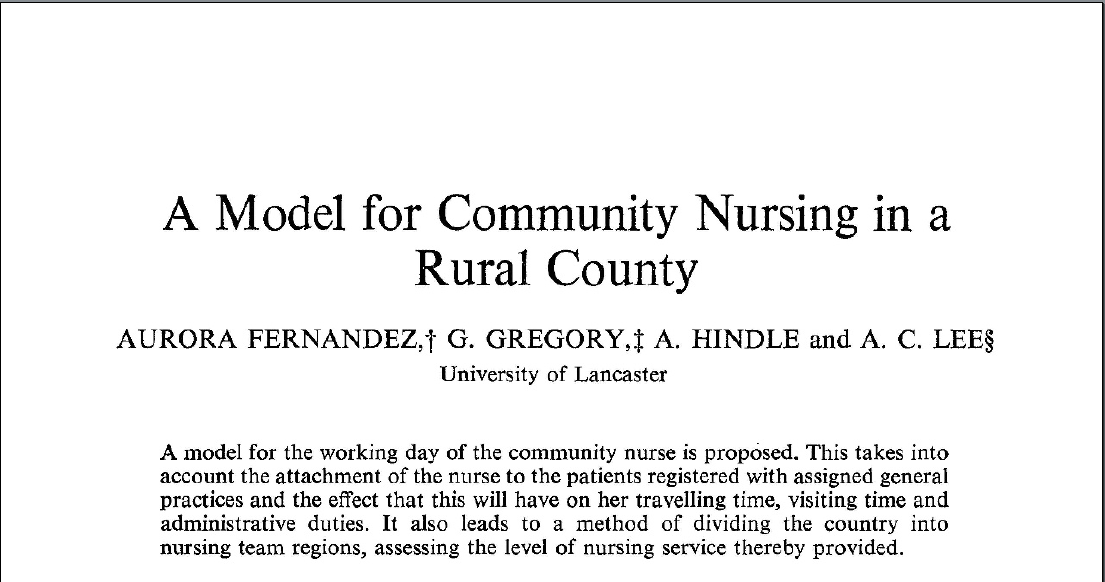 A Model for Community Nursing in a
Rural County
AURORA FERNANDEZ,† G. GREGORY,‡ A. HINDLE and A. C. LEE§
University of Lancaster
A model for the working day of the community nurse is proposed. This takes into
account the attachment of the nurse to the patients registered with assigned general
practices and the effect that this will have on her travelling time, visiting time and
administrative duties. It also leads to a method of dividing the country into
nursing team regions, assessing the level of nursing service thereby provided.